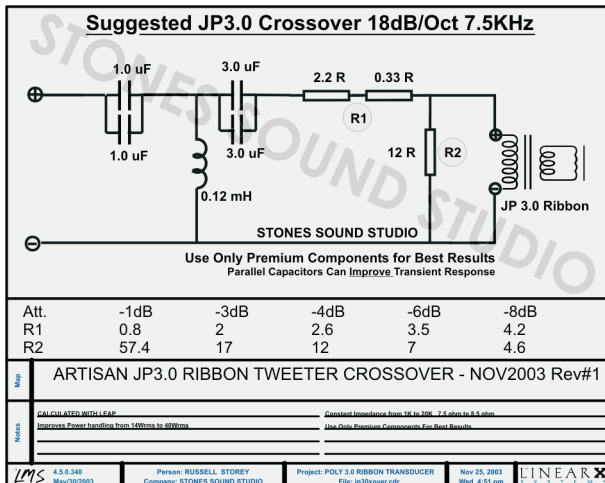 Suggested JP3.0 Crossover 18dB/Oct 7.5KHz
STONES SOUND STUDIO
1.0 uF
3.0 uF
2.2 R
0.33 R
R1
1.0 uF
3.0 uF
12 R
R2
0.12 mH
JP 3.0 Ribbon
STONES SOUND STUDIO
Use Only Premium Components for Best Results
Parallel Capacitors Can Improve Transient Response
Att. -1dB -3dB -4dB -6dB -8dB
R1 0.8 2 2.6 3.5 4.2
R2 57.4 17 12 7 4.6
Map
ARTISAN JP3.0 RIBBON TWEETER CROSSOVER - NOV2003 Rev#1
Notes
CALCULATED WITH LEAP
Constant Impedance from 1K to 20K 7.5 ohm to 8.5 ohm
Improves Power handling from 14Wrms to 40Wrms
Use Only Premium Components For Best Results
LMS
4.5.0.340
May/30/2003
Person: RUSSELL STOREY
Company: STONES SOUND STUDIO
Project: POLY 3.0 RIBBON TRANSDUCER
File: jp30xover.cdr
Nov 25, 2003
Wed 4:51 pm
LINEARX
SYSTEMS